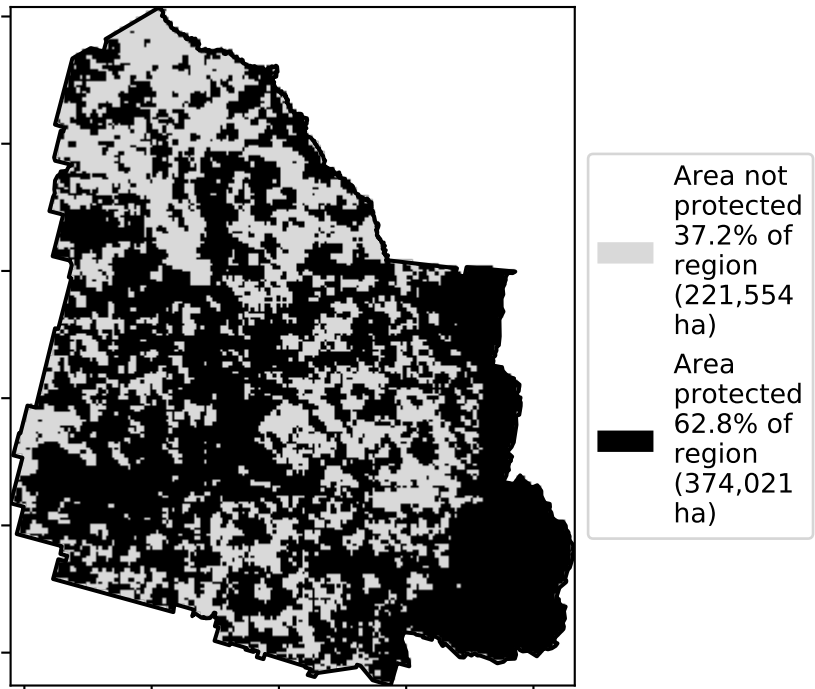 Area not
protected
37.2% of
region
(221,554
ha)
Area
protected
62.8% of
region
(374,021
ha)